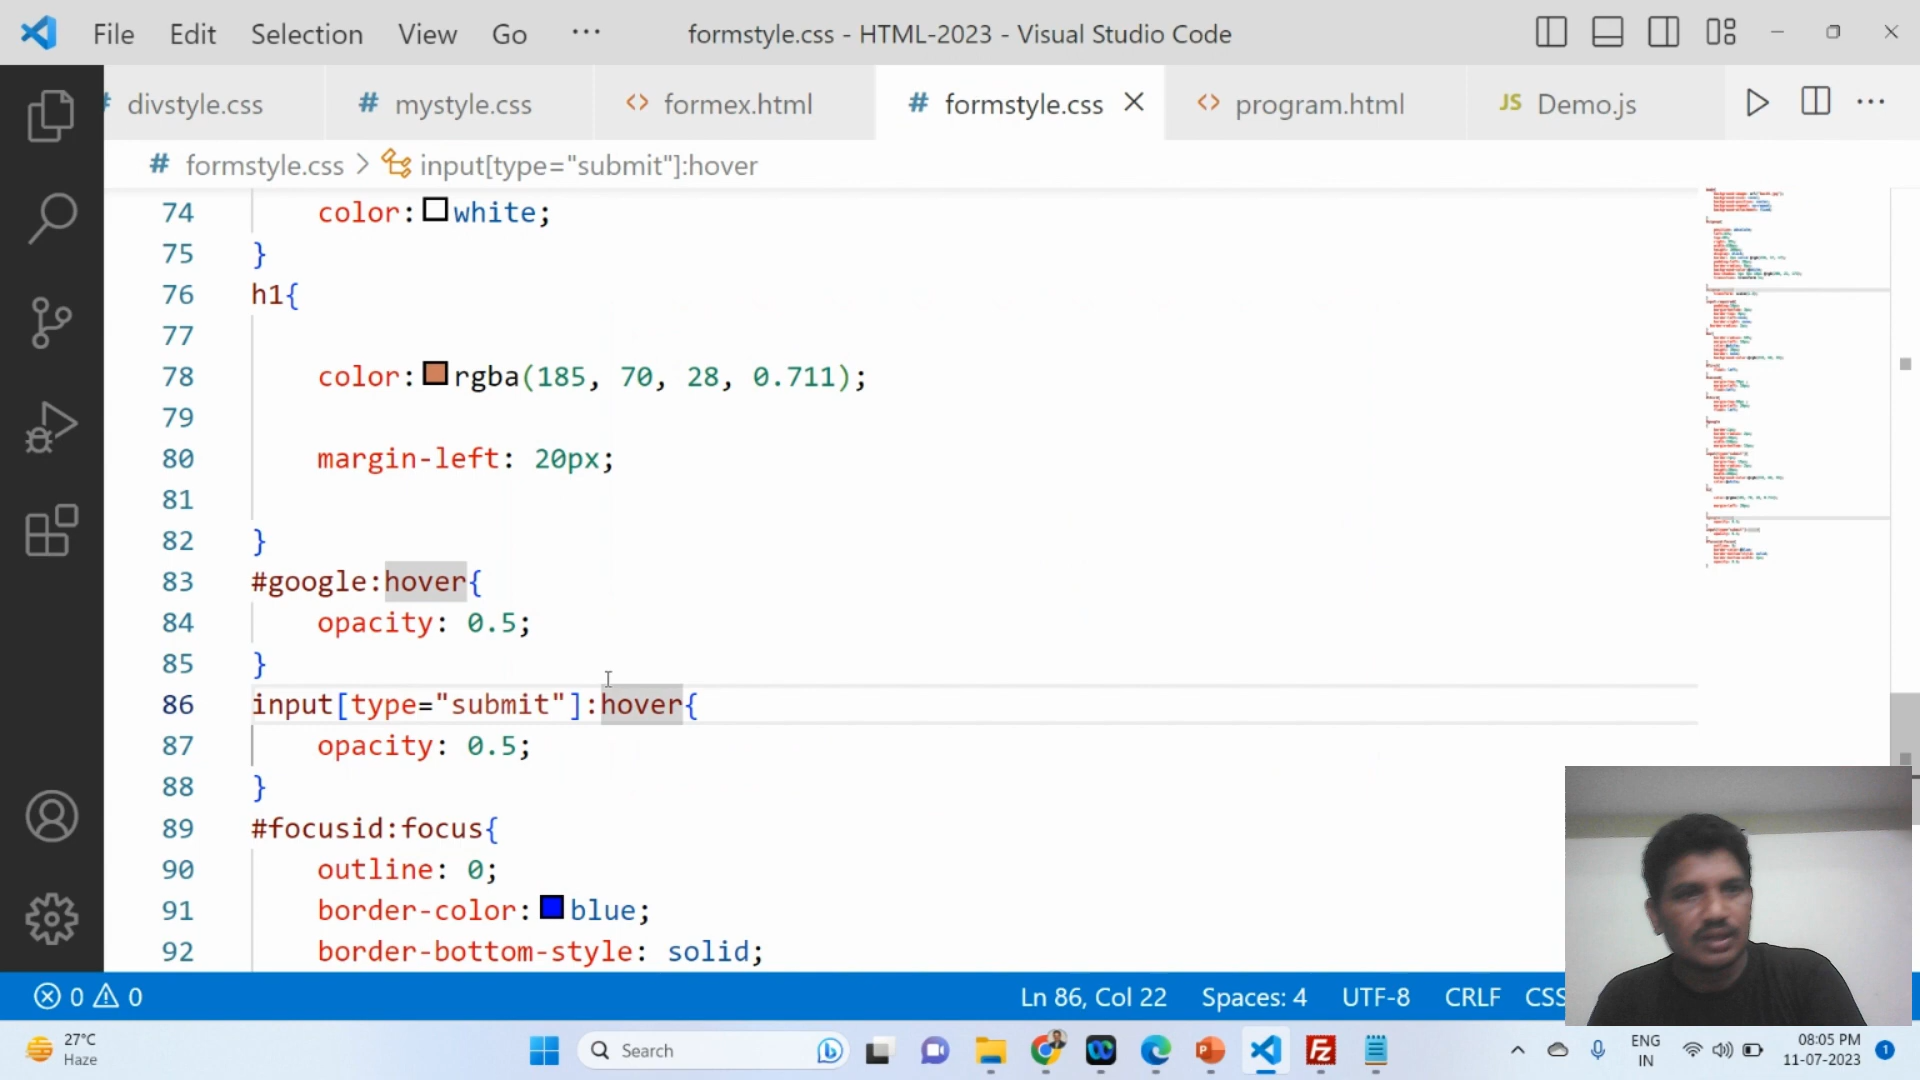 File Edit Selection View Go ... formstyle.css - HTML-2023 - Visual Studio Code
# divstyle.css # mystyle.css <> formex.html # formstyle.css <> program.html JS Demo.js
# formstyle.css > input[type="submit"]:hover
74 color: white;
75 }
76 h1{
77
78 color: rgba(185, 70, 28, 0.711);
79
80 margin-left: 20px;
81
82 }
83 #google:hover{
84 opacity: 0.5;
85 }
86 input[type="submit"]:hover{
87 opacity: 0.5;
88 }
89 #focusid:focus{
90 outline: 0;
91 border-color: blue;
92 border-bottom-style: solid;
0 0 Ln 86, Col 22 Spaces: 4 UTF-8 CRLF CSS
27°C
Haze
Search
ENG
IN
08:05 PM
11-07-2023
1